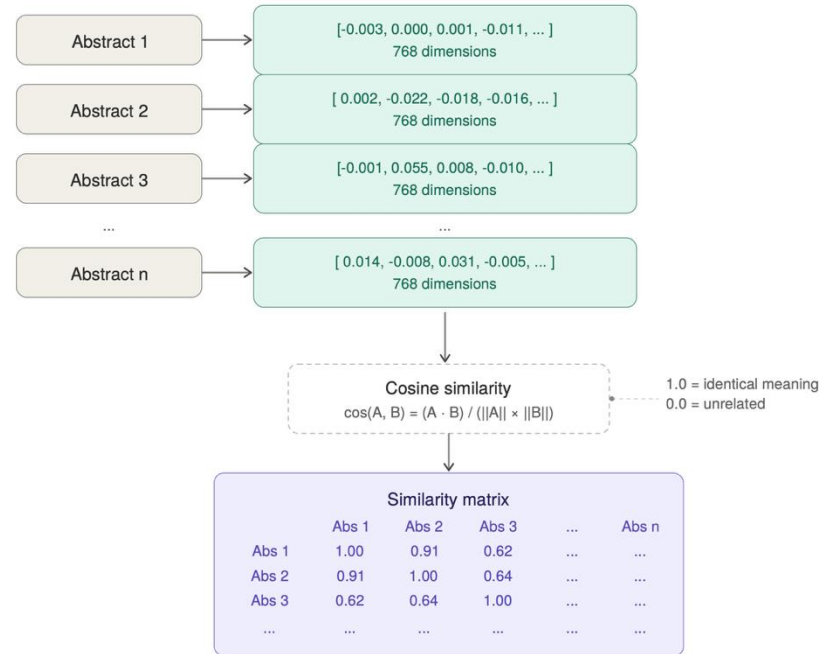 Abstract 1
[-0.003, 0.000, 0.001, -0.011, ... ]
768 dimensions
Abstract 2
[ 0.002, -0.022, -0.018, -0.016, ... ]
768 dimensions
Abstract 3
[-0.001, 0.055, 0.008, -0.010, ... ]
768 dimensions
... ...
Abstract n
[ 0.014, -0.008, 0.031, -0.005, ... ]
768 dimensions
Cosine similarity
cos(A, B) = (A · B) / (||A|| × ||B||)
1.0 = identical meaning
0.0 = unrelated
Similarity matrix
Abs 1 Abs 2 Abs 3 ... Abs n
Abs 1 1.00 0.91 0.62 ... ...
Abs 2 0.91 1.00 0.64 ... ...
Abs 3 0.62 0.64 1.00 ... ...
... ... ... ... ... ...